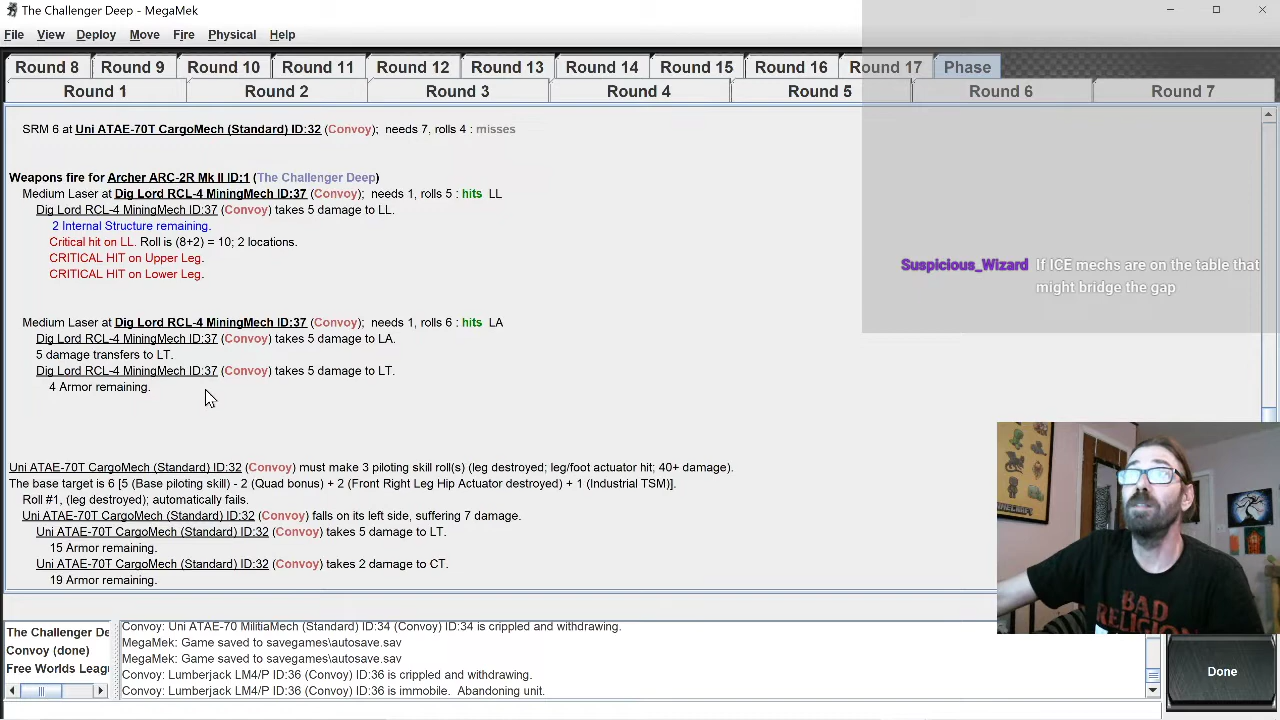 The Challenger Deep - MegaMek
File View Deploy Move Fire Physical Help
Round 8 Round 9 Round 10 Round 11 Round 12 Round 13 Round 14 Round 15 Round 16 Round 17 Phase
Round 1 Round 2 Round 3 Round 4 Round 5 Round 6 Round 7
SRM 6 at Uni ATAE-70T CargoMech (Standard) ID:32 (Convoy); needs 7, rolls 4 : misses
Weapons fire for Archer ARC-2R Mk II ID:1 (The Challenger Deep)
Medium Laser at Dig Lord RCL-4 MiningMech ID:37 (Convoy); needs 1, rolls 5 : hits LL
Dig Lord RCL-4 MiningMech ID:37 (Convoy) takes 5 damage to LL.
2 Internal Structure remaining.
Critical hit on LL. Roll is (8+2) = 10; 2 locations.
CRITICAL HIT on Upper Leg.
CRITICAL HIT on Lower Leg.
Suspicious_Wizard If ICE mechs are on the table that
might bridge the gap
Medium Laser at Dig Lord RCL-4 MiningMech ID:37 (Convoy); needs 1, rolls 6 : hits LA
Dig Lord RCL-4 MiningMech ID:37 (Convoy) takes 5 damage to LA.
5 damage transfers to LT.
Dig Lord RCL-4 MiningMech ID:37 (Convoy) takes 5 damage to LT.
4 Armor remaining.
Uni ATAE-70T CargoMech (Standard) ID:32 (Convoy) must make 3 piloting skill roll(s) (leg destroyed; leg/foot actuator hit; 40+ damage).
The base target is 6 [5 (Base piloting skill) - 2 (Quad bonus) + 2 (Front Right Leg Hip Actuator destroyed) + 1 (Industrial TSM)].
Roll #1, (leg destroyed); automatically fails.
Uni ATAE-70T CargoMech (Standard) ID:32 (Convoy) falls on its left side, suffering 7 damage.
Uni ATAE-70T CargoMech (Standard) ID:32 (Convoy) takes 5 damage to LT.
15 Armor remaining.
Uni ATAE-70T CargoMech (Standard) ID:32 (Convoy) takes 2 damage to CT.
19 Armor remaining.
The Challenger De
Convoy (done)
Free Worlds Leag
Convoy: Uni ATAE-70 MilitiaMech (Standard) ID:34 (Convoy) ID:34 is crippled and withdrawing.
MegaMek: Game saved to savegames\autosave.sav
MegaMek: Game saved to savegames\autosave.sav
Convoy: Lumberjack LM4/P ID:36 (Convoy) ID:36 is crippled and withdrawing.
Convoy: Lumberjack LM4/P ID:36 (Convoy) ID:36 is immobile. Abandoning unit.
BAD
RELIGION
Done